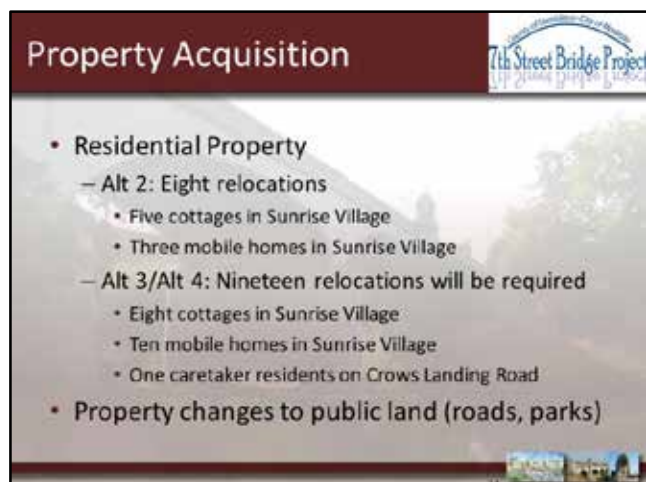 Property Acquisition
7th Street Bridge Project
• Residential Property
– Alt 2: Eight relocations
• Five cottages in Sunrise Village
• Three mobile homes in Sunrise Village
– Alt 3/Alt 4: Nineteen relocations will be required
• Eight cottages in Sunrise Village
• Ten mobile homes in Sunrise Village
• One caretaker residents on Crows Landing Road
• Property changes to public land (roads, parks)